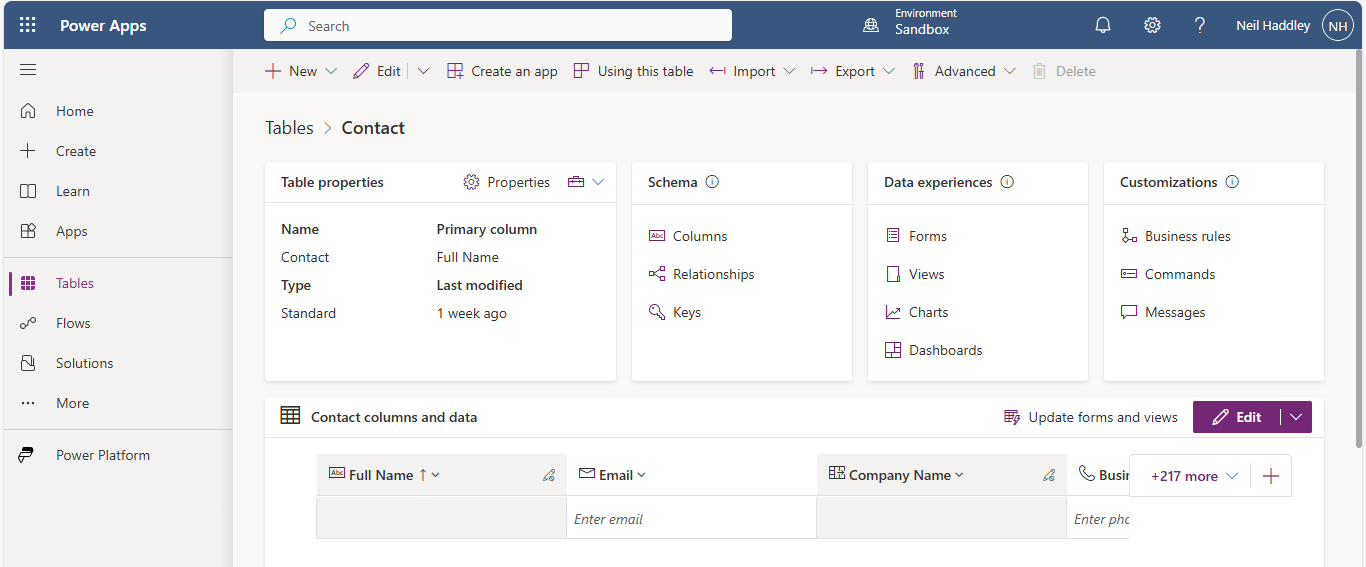 Power Apps
Search
Environment
Sandbox
Neil Haddley
NH
New
Edit
Create an app
Using this table
Import
Export
Advanced
Delete
Home
Create
Learn
Apps
Tables
Flows
Solutions
More
Power Platform
Tables > Contact
Table properties
Properties
Name
Primary column
Contact
Full Name
Type
Last modified
Standard
1 week ago
Schema
Columns
Relationships
Keys
Data experiences
Forms
Views
Charts
Dashboards
Customizations
Business rules
Commands
Messages
Contact columns and data
Update forms and views
Edit
Abc Full Name ↑
Email
Company Name
Busin
+217 more
Enter email
Enter pho